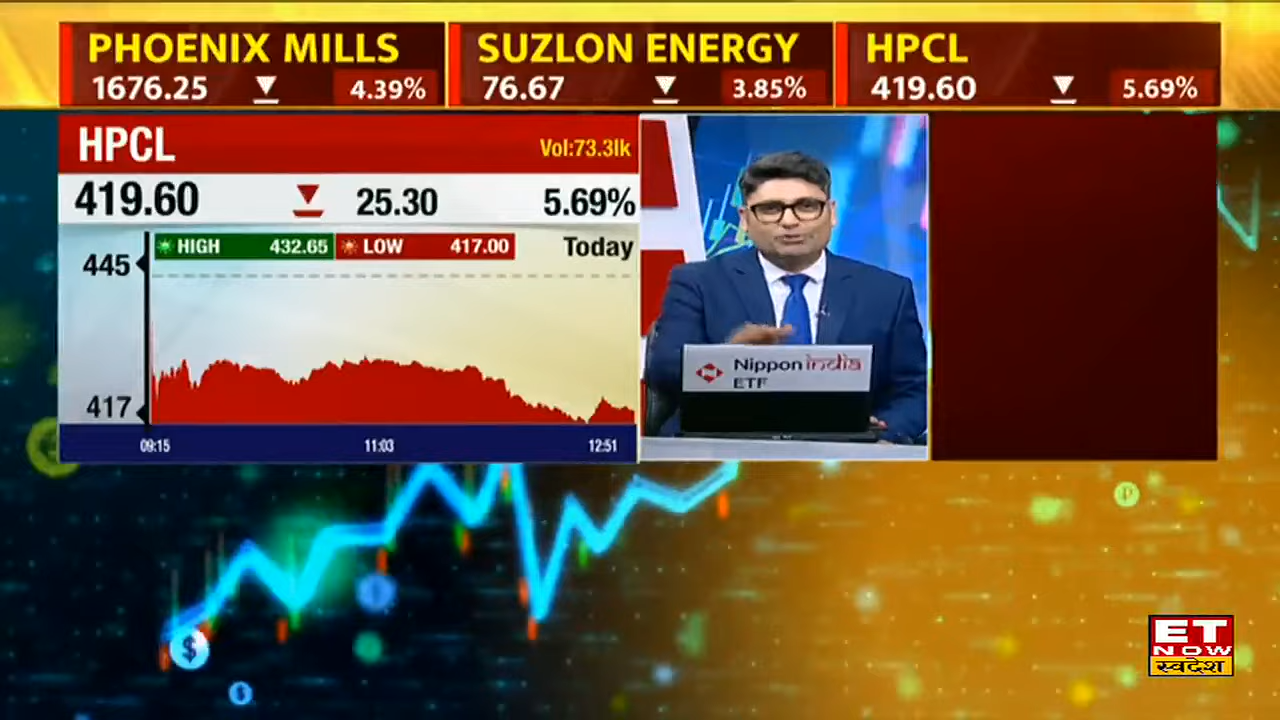 PHOENIX MILLS
1676.25 4.39%
SUZLON ENERGY
76.67 3.85%
HPCL
419.60 5.69%
HPCL Vol:73.3lk
419.60 25.30 5.69%
HIGH 432.65 LOW 417.00 Today
445
417
09:15 11:03 12:51
Nippon india
ETF
ET
NOW
स्वदेश